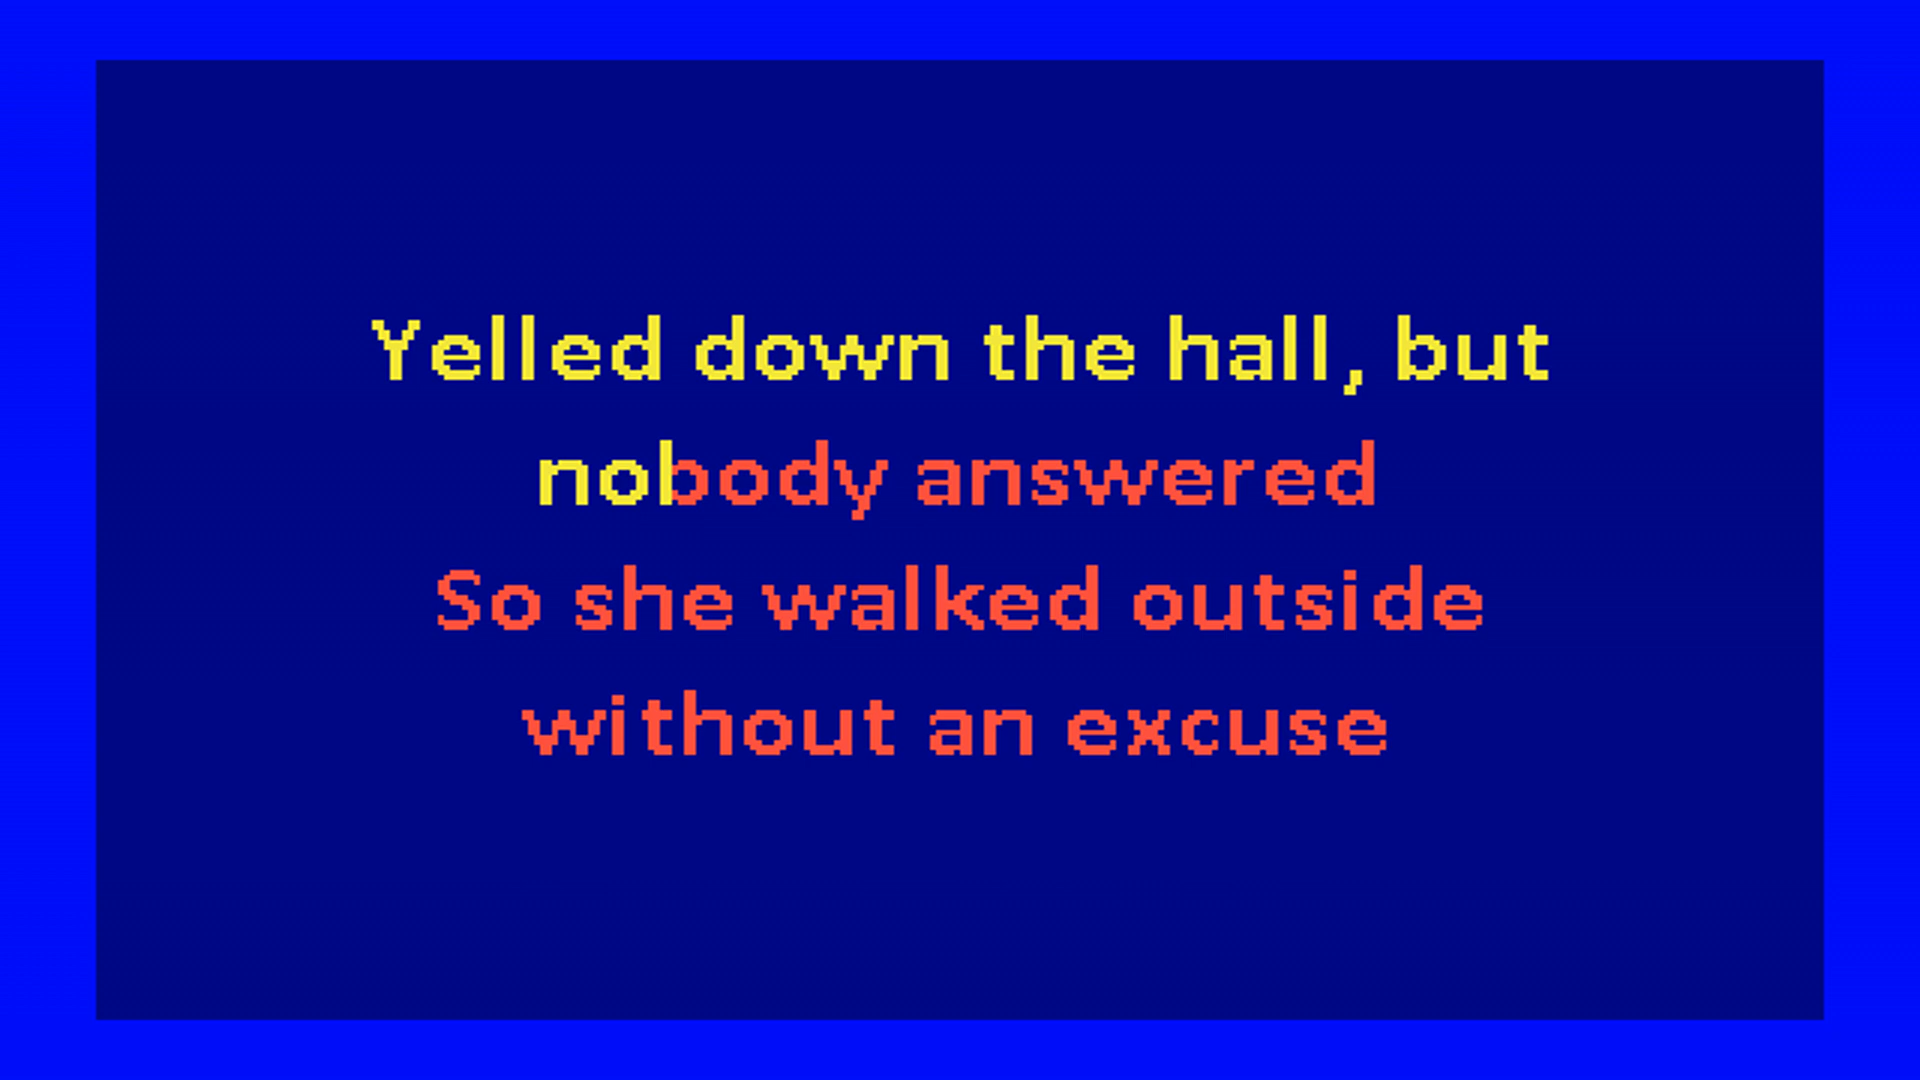 Yelled down the hall, but
nobody answered
So she walked outside
without an excuse